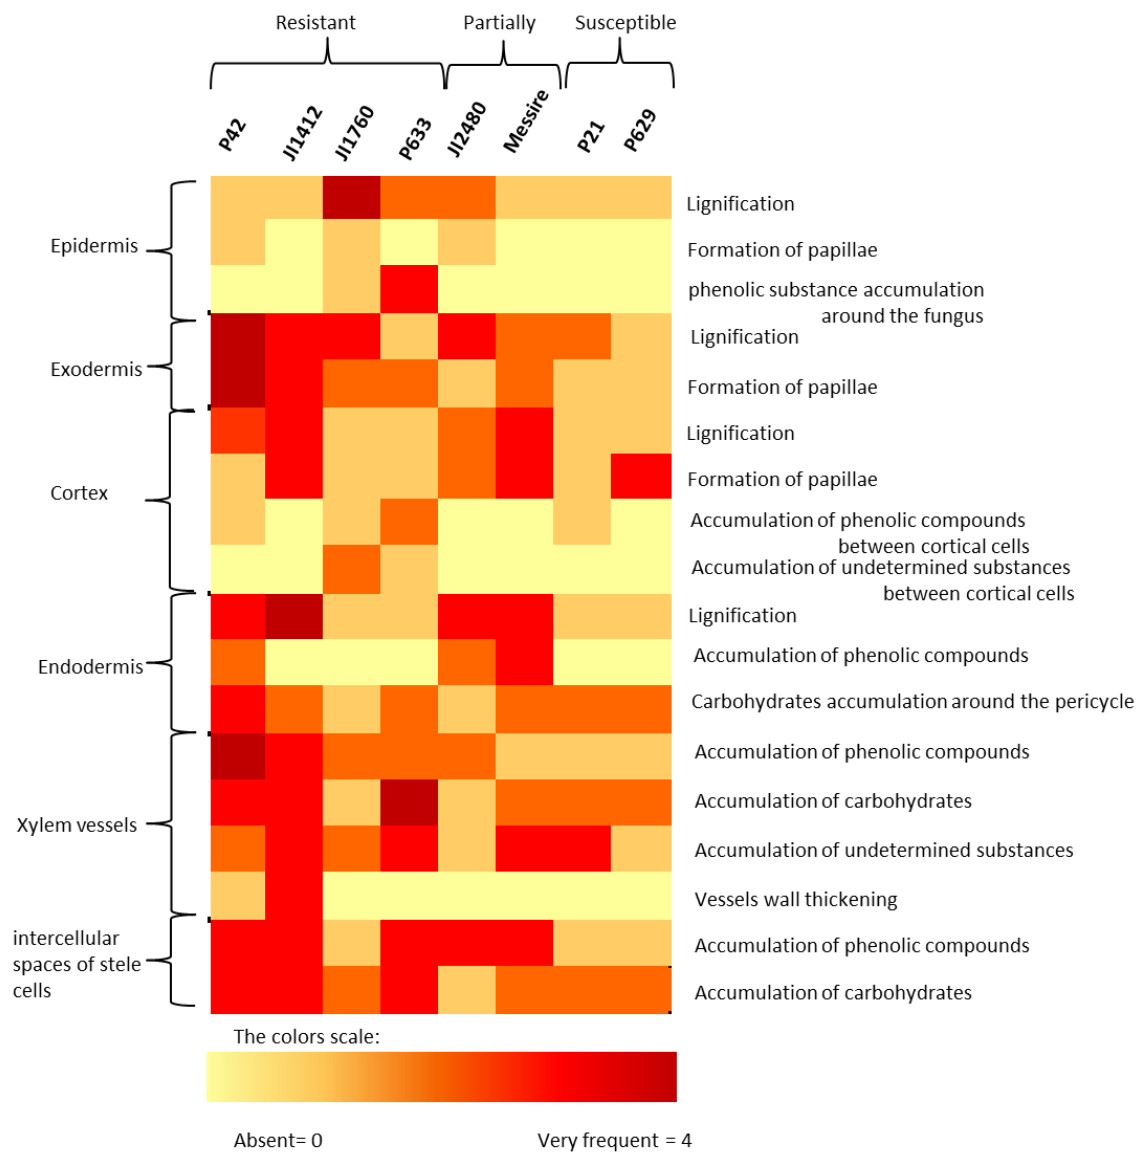 Resistant
Partially
Susceptible
P42
JI1412
JI1760
P633
JI2480
Messire
P21
P629
Epidermis
Lignification
Formation of papillae
phenolic substance accumulation
around the fungus
Exodermis
Lignification
Formation of papillae
Cortex
Lignification
Formation of papillae
Accumulation of phenolic compounds
between cortical cells
Accumulation of undetermined substances
between cortical cells
Endodermis
Lignification
Accumulation of phenolic compounds
Carbohydrates accumulation around the pericycle
Xylem vessels
Accumulation of phenolic compounds
Accumulation of carbohydrates
Accumulation of undetermined substances
Vessels wall thickening
intercellular
spaces of stele
cells
Accumulation of phenolic compounds
Accumulation of carbohydrates
The colors scale:
Absent= 0
Very frequent = 4